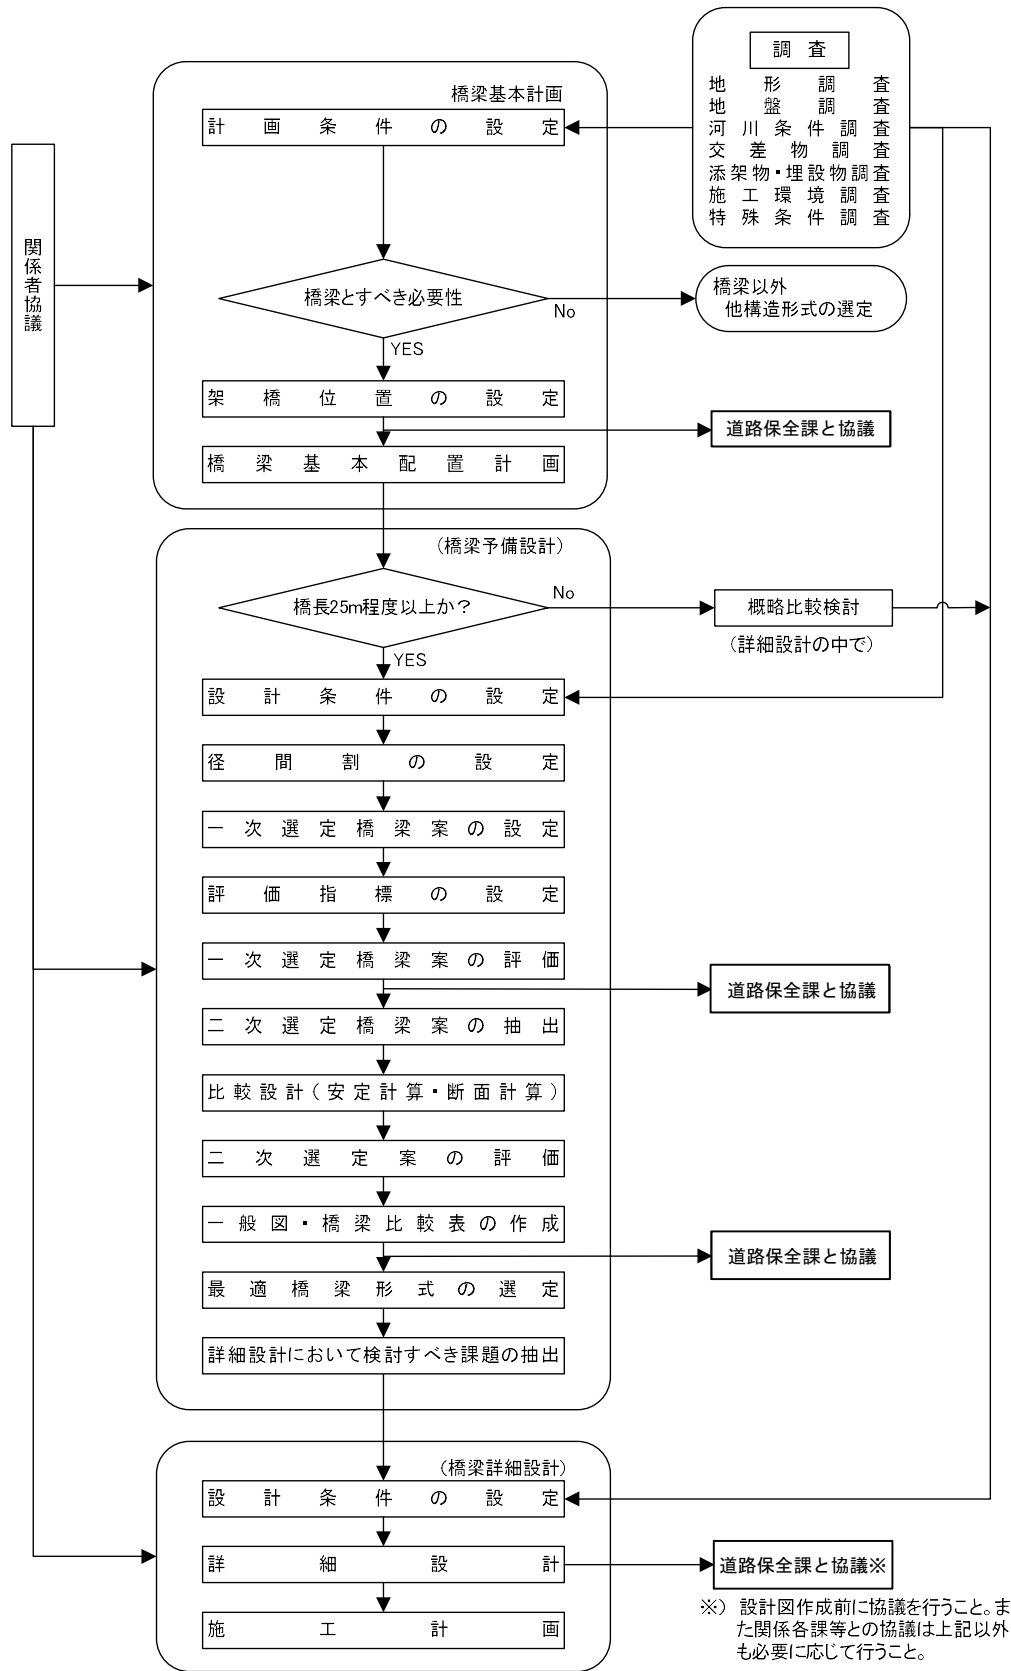 調査
地形調査
地盤調査
河川条件調査
交差物調査
添架物・埋設物調査
施工環境調査
特殊条件調査
関係者協議
橋梁基本計画
計画条件の設定
橋梁とすべき必要性
No
橋梁以外
他構造形式の選定
YES
架橋位置の設定
道路保全課と協議
橋梁基本配置計画
(橋梁予備設計)
橋長25m程度以上か？
No
概略比較検討
(詳細設計の中で)
YES
設計条件の設定
径間割の設定
一次選定橋梁案の設定
評価指標の設定
一次選定橋梁案の評価
道路保全課と協議
二次選定橋梁案の抽出
比較設計(安定計算・断面計算)
二次選定案の評価
一般図・橋梁比較表の作成
道路保全課と協議
最適橋梁形式の選定
詳細設計において検討すべき課題の抽出
(橋梁詳細設計)
設計条件の設定
詳細設計
道路保全課と協議※
施工計画
※) 設計図作成前に協議を行うこと。ま
た関係各課等との協議は上記以外
も必要に応じて行うこと。